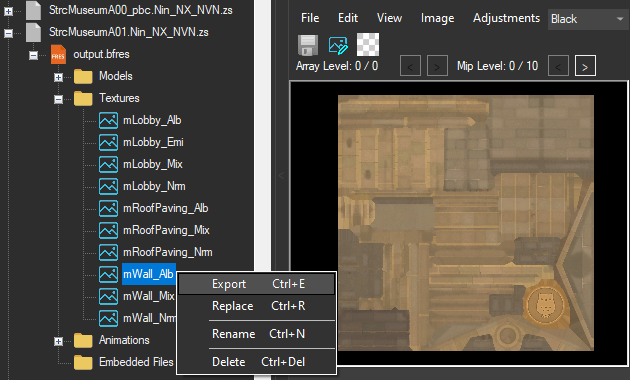 StrcMuseumA00_pbc.Nin_NX_NVN.zs
StrcMuseumA01.Nin_NX_NVN.zs
FRES output.bfres
Models
Textures
mLobby_Alb
mLobby_Emi
mLobby_Mix
mLobby_Nrm
mRoofPaving_Alb
mRoofPaving_Mix
mRoofPaving_Nrm
mWall_Alb
mWall_Mix
mWall_Nrm
Animations
Embedded Files
Export Ctrl+E
Replace Ctrl+R
Rename Ctrl+N
Delete Ctrl+Del
File Edit View Image Adjustments Black
Array Level: 0 / 0 < > Mip Level: 0 / 10 < >